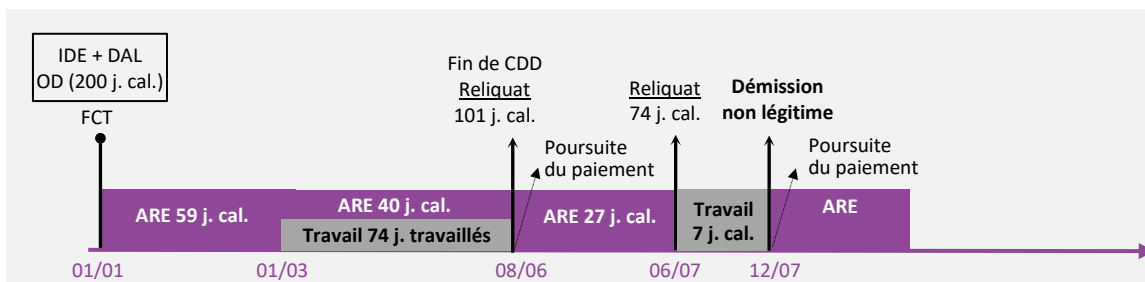 IDE + DAL
OD (200 j. cal.)
FCT
Fin de CDD
Reliquat
101 j. cal.
Poursuite
du paiement
Reliquat
74 j. cal.
Démission
non légitime
Poursuite
du paiement
ARE 59 j. cal.
ARE 40 j. cal.
Travail 74 j. travaillés
ARE 27 j. cal.
Travail
7 j. cal.
ARE
01/01
01/03
08/06
06/07
12/07